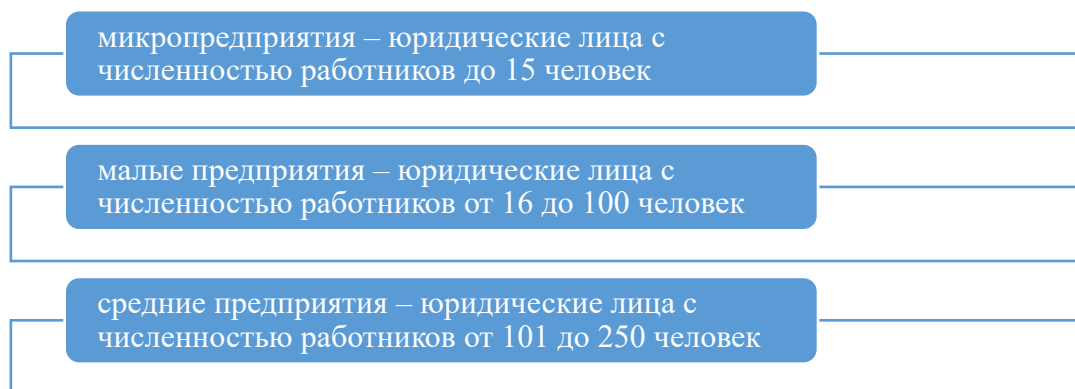 микропредприятия – юридические лица с
численностью работников до 15 человек
малые предприятия – юридические лица с
численностью работников от 16 до 100 человек
средние предприятия – юридические лица с
численностью работников от 101 до 250 человек